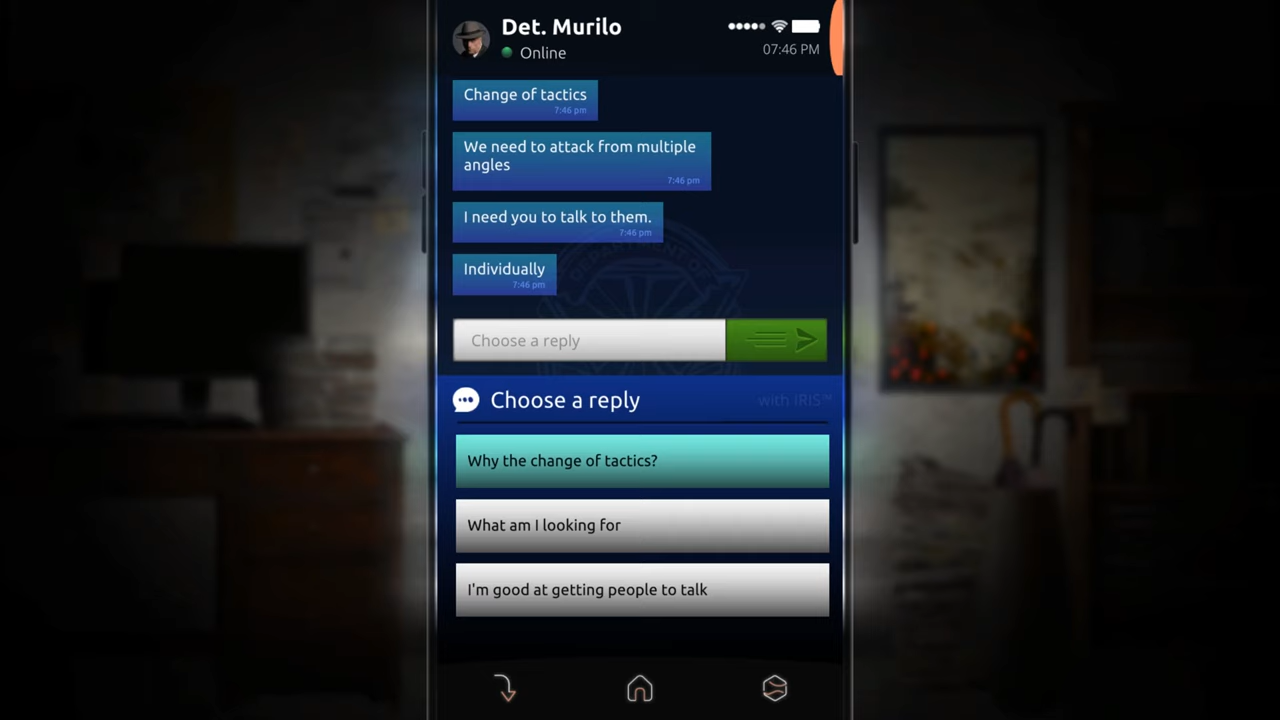 Det. Murilo
Online
07:46 PM
Change of tactics
7:46 pm
We need to attack from multiple
angles
7:46 pm
I need you to talk to them.
7:46 pm
Individually
7:46 pm
Choose a reply
Choose a reply
with IRIS™
Why the change of tactics?
What am I looking for
I'm good at getting people to talk